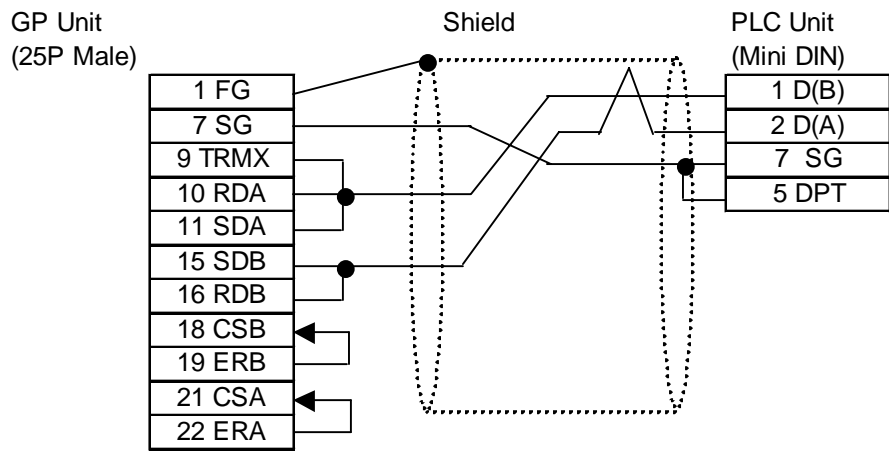 GP Unit
(25P Male)
Shield
PLC Unit
(Mini DIN)
1 FG
7 SG
9 TRMX
10 RDA
11 SDA
15 SDB
16 RDB
18 CSB
19 ERB
21 CSA
22 ERA
1 D(B)
2 D(A)
7 SG
5 DPT